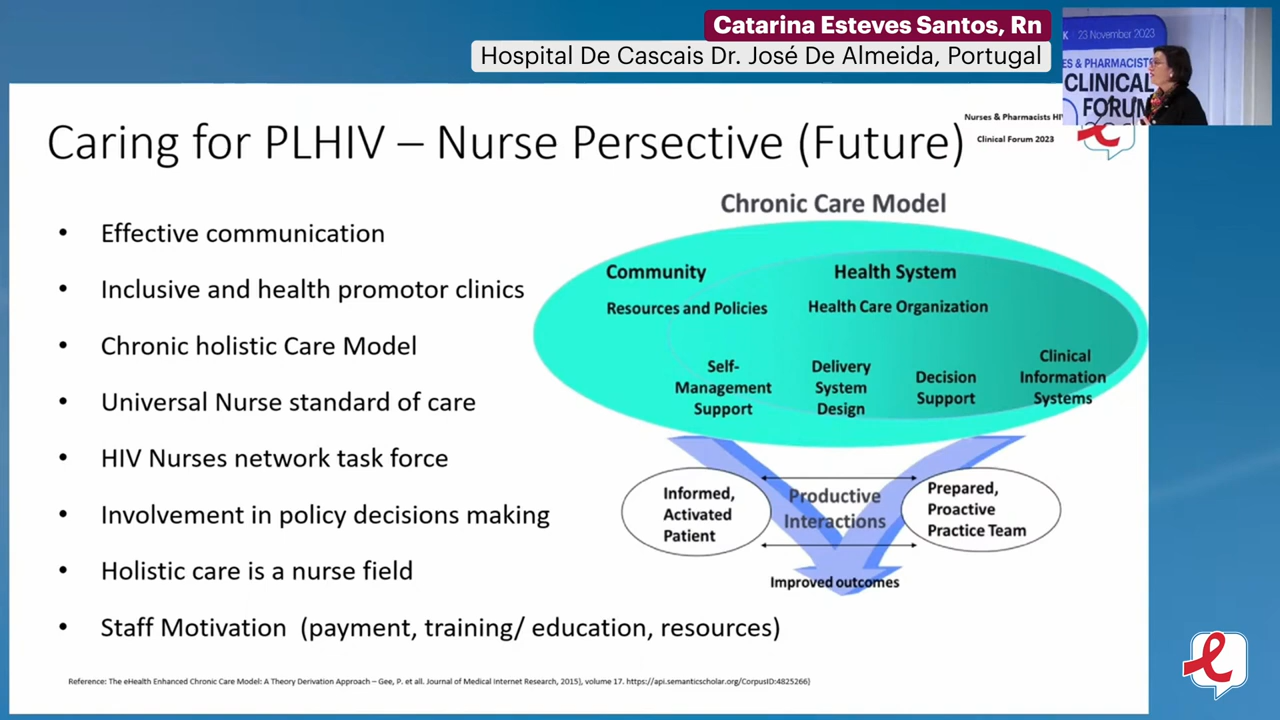 Catarina Esteves Santos, Rn
Hospital De Cascais Dr. José De Almeida, Portugal
K 23 November 2023
ES & PHARMACISTS
CLINICAL
FORUM
Caring for PLHIV – Nurse Persective (Future)
Nurses & Pharmacists HIV
Clinical Forum 2023
• Effective communication
• Inclusive and health promotor clinics
• Chronic holistic Care Model
• Universal Nurse standard of care
• HIV Nurses network task force
• Involvement in policy decisions making
• Holistic care is a nurse field
• Staff Motivation (payment, training/ education, resources)
Chronic Care Model
Community
Health System
Resources and Policies
Health Care Organization
Self-
Management
Support
Delivery
System
Design
Decision
Support
Clinical
Information
Systems
Informed,
Activated
Patient
Productive
Interactions
Prepared,
Proactive
Practice Team
Improved outcomes
Reference: The eHealth Enhanced Chronic Care Model: A Theory Derivation Approach – Gee, P. et all. Journal of Medical Internet Research, 2015), volume 17. https://api.semanticscholar.org/CorpusID:4825266)